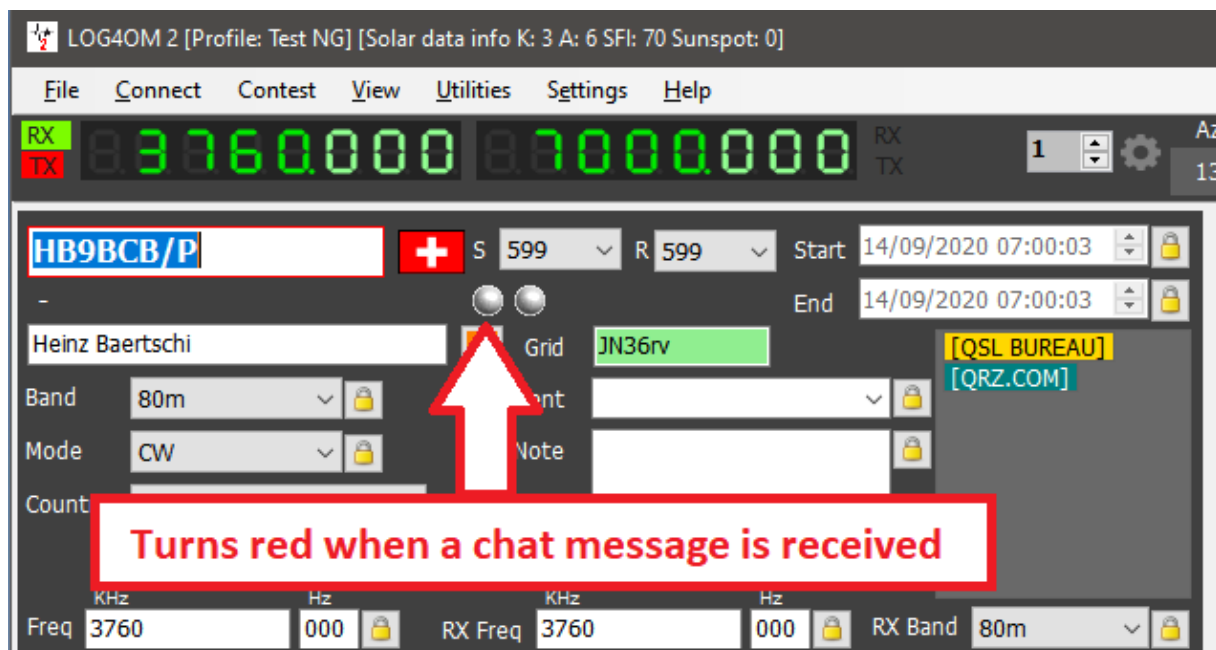 LOG4OM 2 [Profile: Test NG] [Solar data info K: 3 A: 6 SFI: 70 Sunspot: 0]
File Connect Contest View Utilities Settings Help
RX 3760.000 7000.000 RX 1 Az
TX TX 13
HB9BCB/P S 599 R 599 Start 14/09/2020 07:00:03
- End 14/09/2020 07:00:03
Heinz Baertschi Grid JN36rv [QSL BUREAU]
[QRZ.COM]
Band 80m ent
Mode CW Note
Count
Turns red when a chat message is received
KHz Hz KHz Hz
Freq 3760 000 RX Freq 3760 000 RX Band 80m